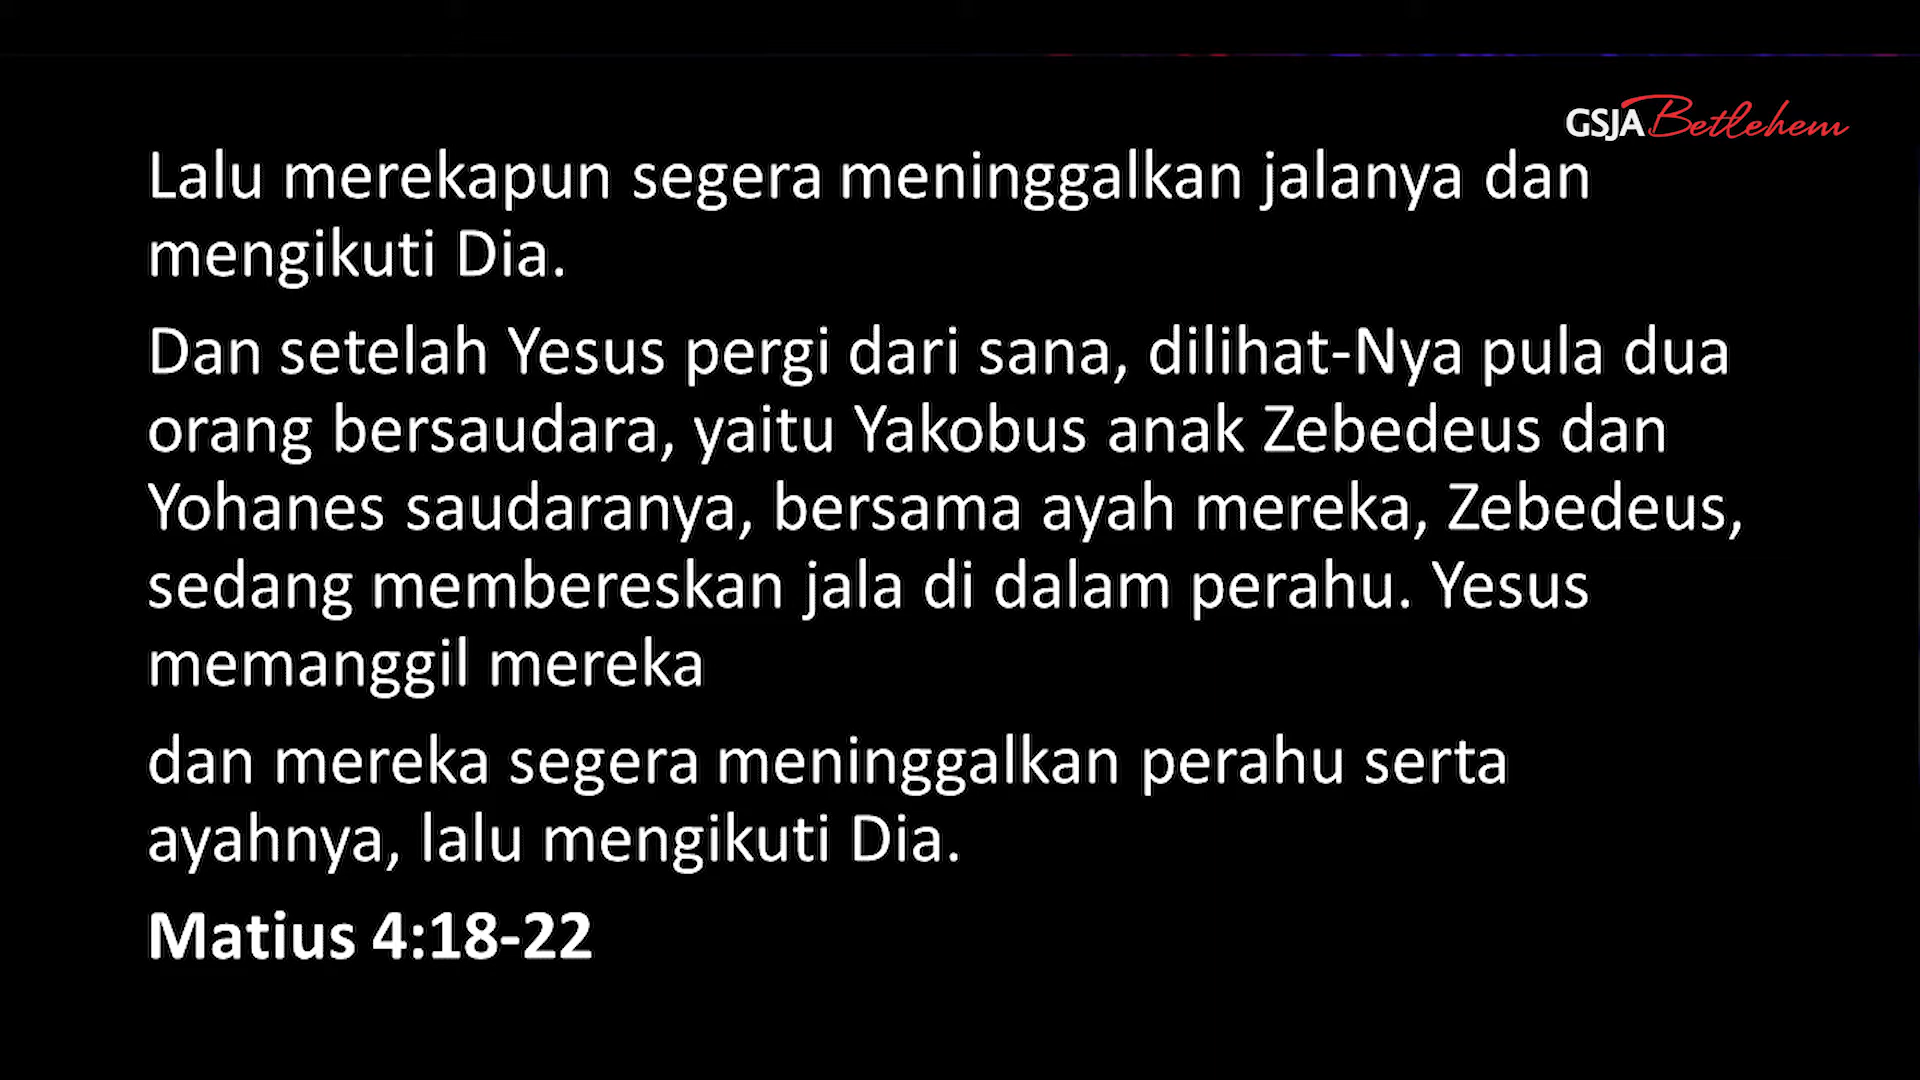 GSJA Betlehem
Lalu merekapun segera meninggalkan jalanya dan
mengikuti Dia.
Dan setelah Yesus pergi dari sana, dilihat-Nya pula dua
orang bersaudara, yaitu Yakobus anak Zebedeus dan
Yohanes saudaranya, bersama ayah mereka, Zebedeus,
sedang membereskan jala di dalam perahu. Yesus
memanggil mereka
dan mereka segera meninggalkan perahu serta
ayahnya, lalu mengikuti Dia.
Matius 4:18-22